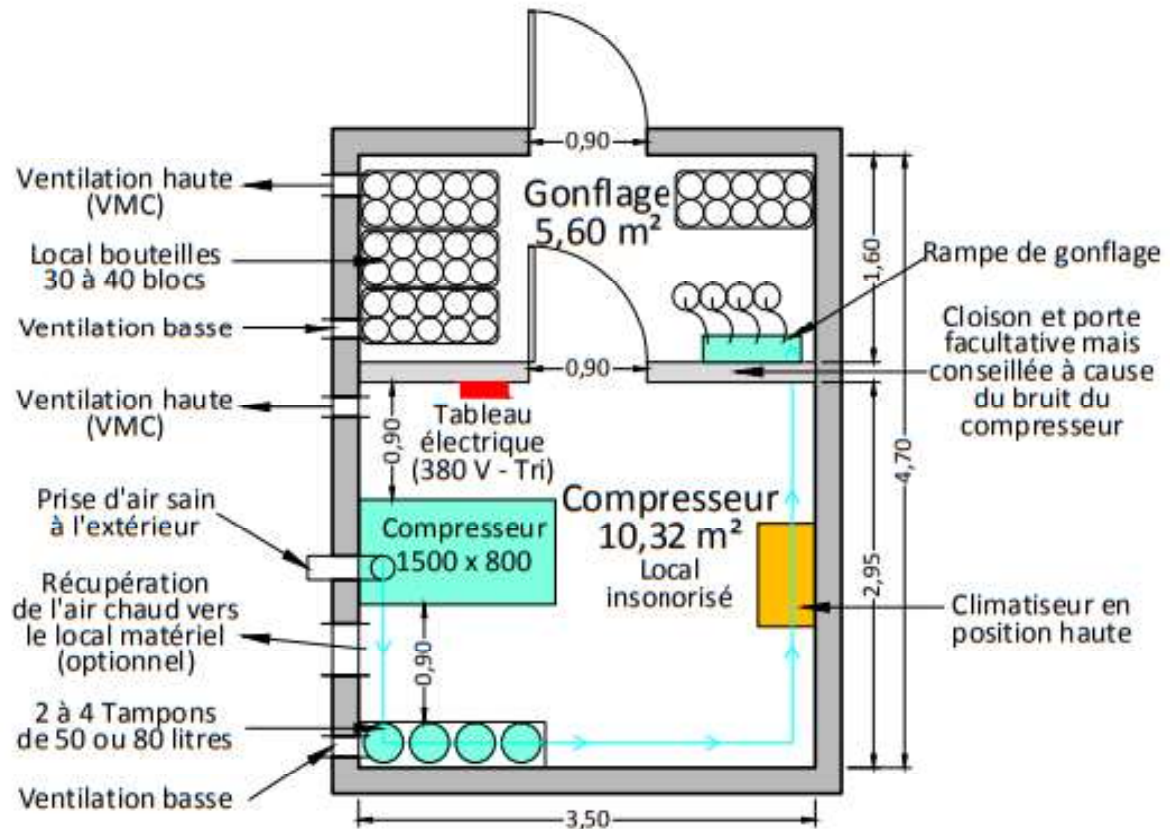 0,90
Ventilation haute
(VMC)
Local bouteilles
30 à 40 blocs
Ventilation basse
Ventilation haute
(VMC)
Prise d'air sain
à l'extérieur
Récupération
de l'air chaud vers
le local matériel
(optionnel)
2 à 4 Tampons
de 50 ou 80 litres
Ventilation basse
Gonflage
5,60 m²
0,90
0,90
Tableau
électrique
(380 V - Tri)
Compresseur
1500 x 800
Compresseur
10,32 m²
Local
insonorisé
0,90
3,50
1,60
2,95
4,70
Rampe de gonflage
Cloison et porte
facultative mais
conseillée à cause
du bruit du
compresseur
Climatiseur en
position haute